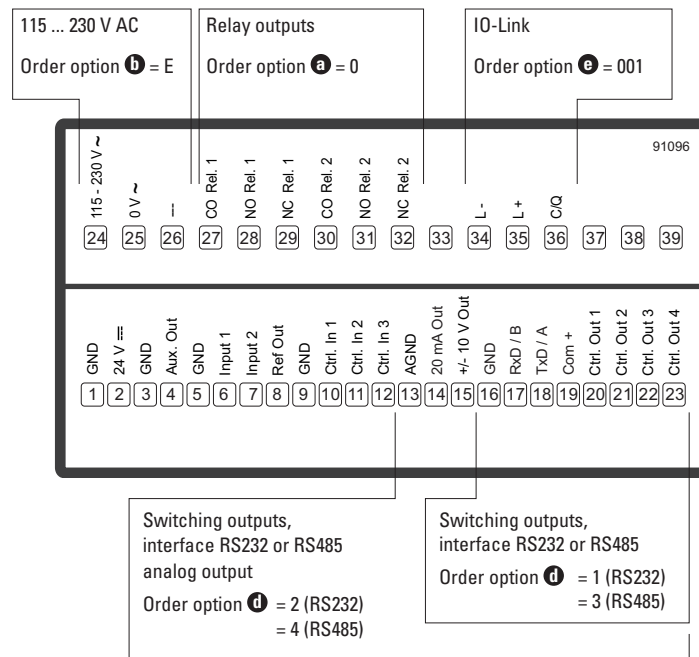 115 ... 230 V AC
Order option b = E
Relay outputs
Order option a = 0
IO-Link
Order option e = 001
91096
115 - 230 V ~
0 V ~
---
CO Rel. 1
NO Rel. 1
NC Rel. 1
CO Rel. 2
NO Rel. 2
NC Rel. 2
L -
L +
C/Q
24 25 26 27 28 29 30 31 32 33 34 35 36 37 38 39
GND
24 V ⎓
GND
Aux. Out
GND
Input 1
Input 2
Ref Out
GND
Ctrl. In 1
Ctrl. In 2
Ctrl. In 3
AGND
20 mA Out
+/- 10 V Out
GND
RxD / B
TxD / A
Com +
Ctrl. Out 1
Ctrl. Out 2
Ctrl. Out 3
Ctrl. Out 4
1 2 3 4 5 6 7 8 9 10 11 12 13 14 15 16 17 18 19 20 21 22 23
Switching outputs,
interface RS232 or RS485
analog output
Order option d = 2 (RS232)
= 4 (RS485)
Switching outputs,
interface RS232 or RS485
Order option d = 1 (RS232)
= 3 (RS485)